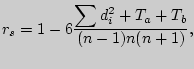 r_s = 1 − 6 \frac{\sum d_i^2 + T_a + T_b}{(n − 1)n(n + 1)},